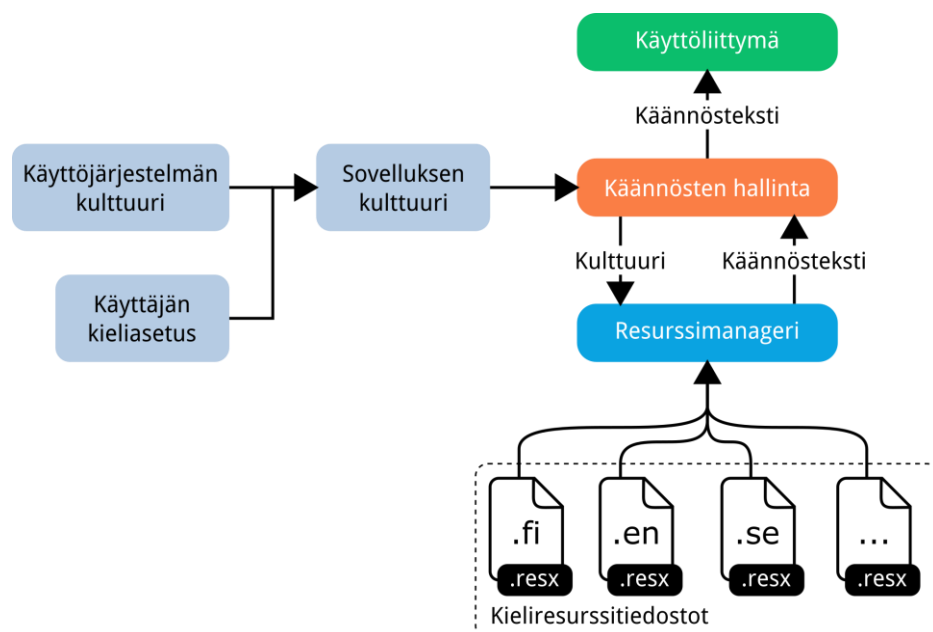 Käyttöliittymä
Käännösteksti
Käyttöjärjestelmän
kulttuuri
Sovelluksen
kulttuuri
Käännösten hallinta
Kulttuuri
Käännösteksti
Käyttäjän
kieliasetus
Resurssimanageri
.fi
.en
.se
...
.resx
.resx
.resx
.resx
Kieliresurssitiedostot